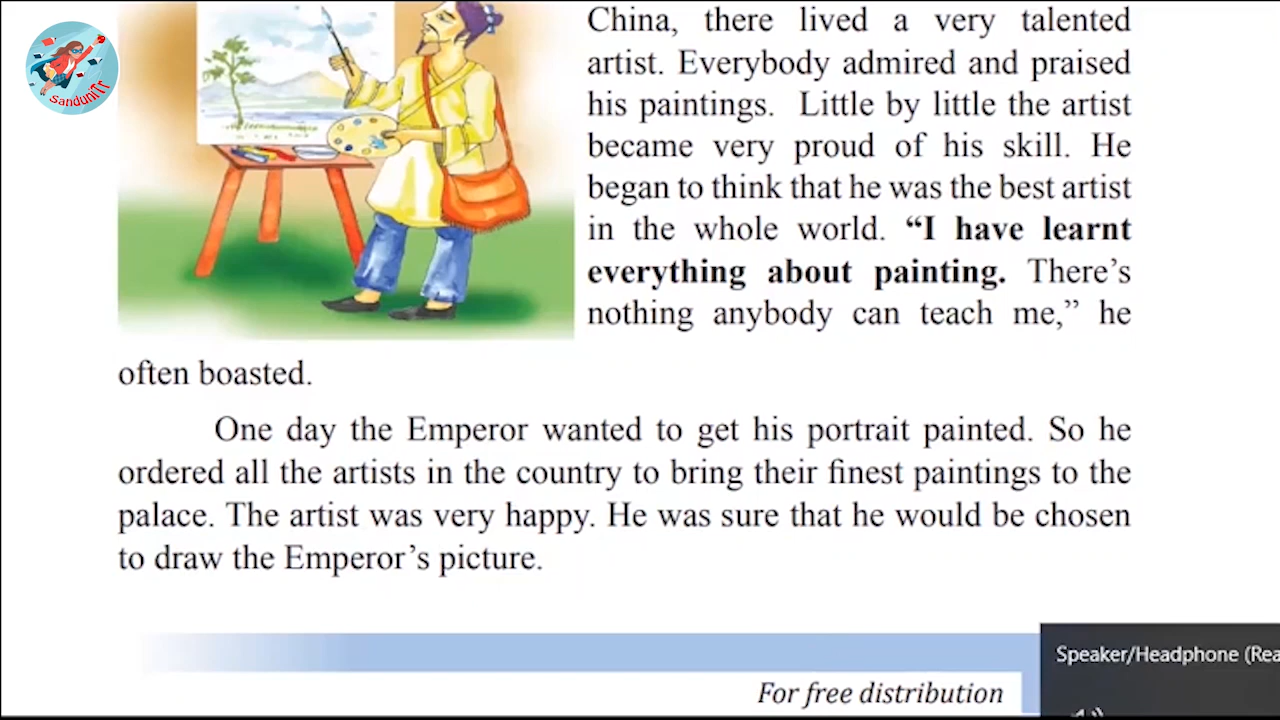 SanduniTr
China, there lived a very talented
artist. Everybody admired and praised
his paintings. Little by little the artist
became very proud of his skill. He
began to think that he was the best artist
in the whole world. “I have learnt
everything about painting. There’s
nothing anybody can teach me,” he
often boasted.
One day the Emperor wanted to get his portrait painted. So he
ordered all the artists in the country to bring their finest paintings to the
palace. The artist was very happy. He was sure that he would be chosen
to draw the Emperor’s picture.
Speaker/Headphone (Rea
For free distribution